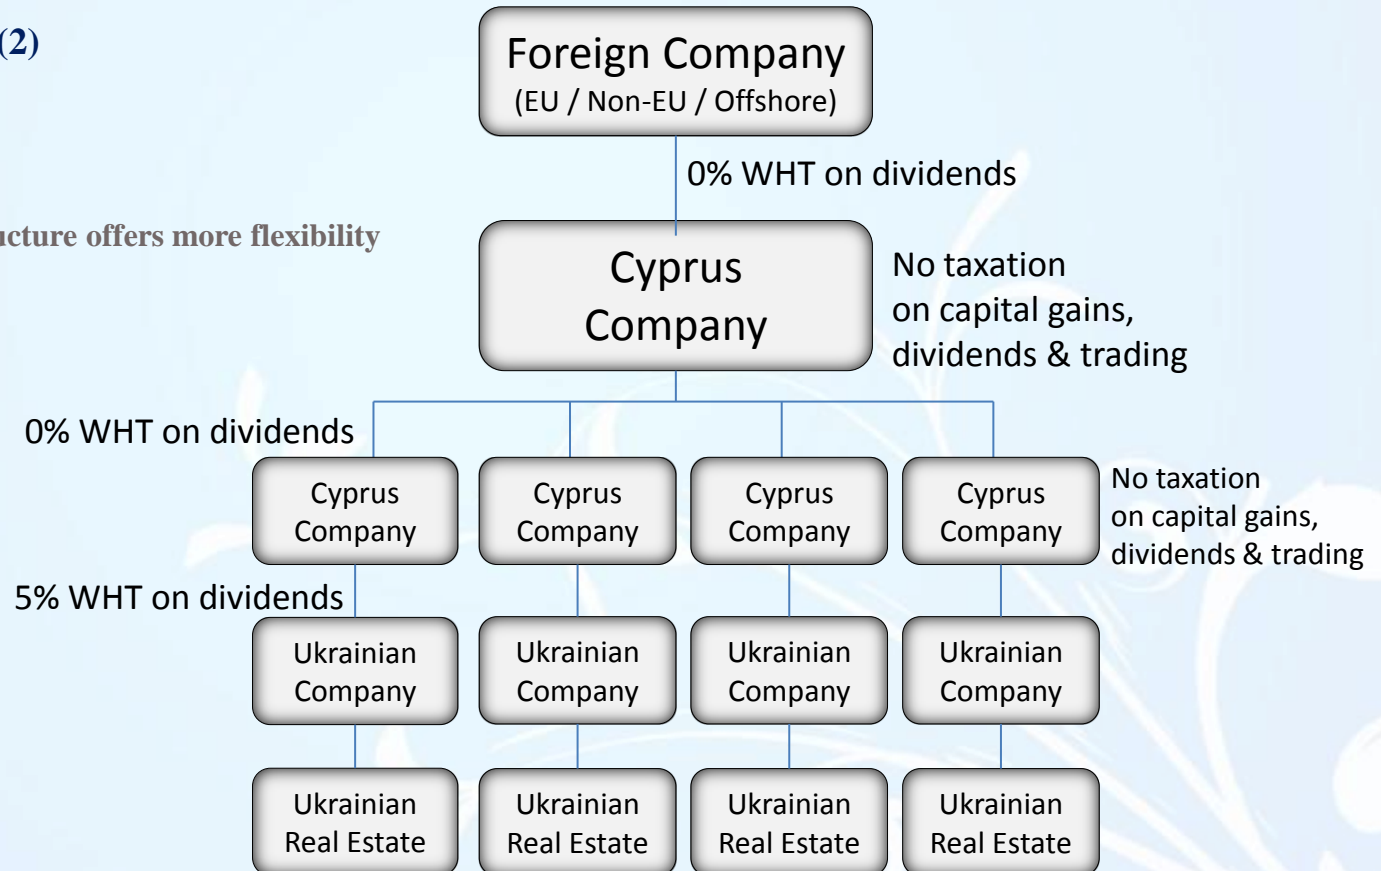 (2)
Foreign Company
(EU / Non-EU / Offshore)
0% WHT on dividends
ucture offers more flexibility
Cyprus
Company
No taxation
on capital gains,
dividends & trading
0% WHT on dividends
Cyprus
Company
Cyprus
Company
Cyprus
Company
Cyprus
Company
No taxation
on capital gains,
dividends & trading
5% WHT on dividends
Ukrainian
Company
Ukrainian
Company
Ukrainian
Company
Ukrainian
Company
Ukrainian
Real Estate
Ukrainian
Real Estate
Ukrainian
Real Estate
Ukrainian
Real Estate